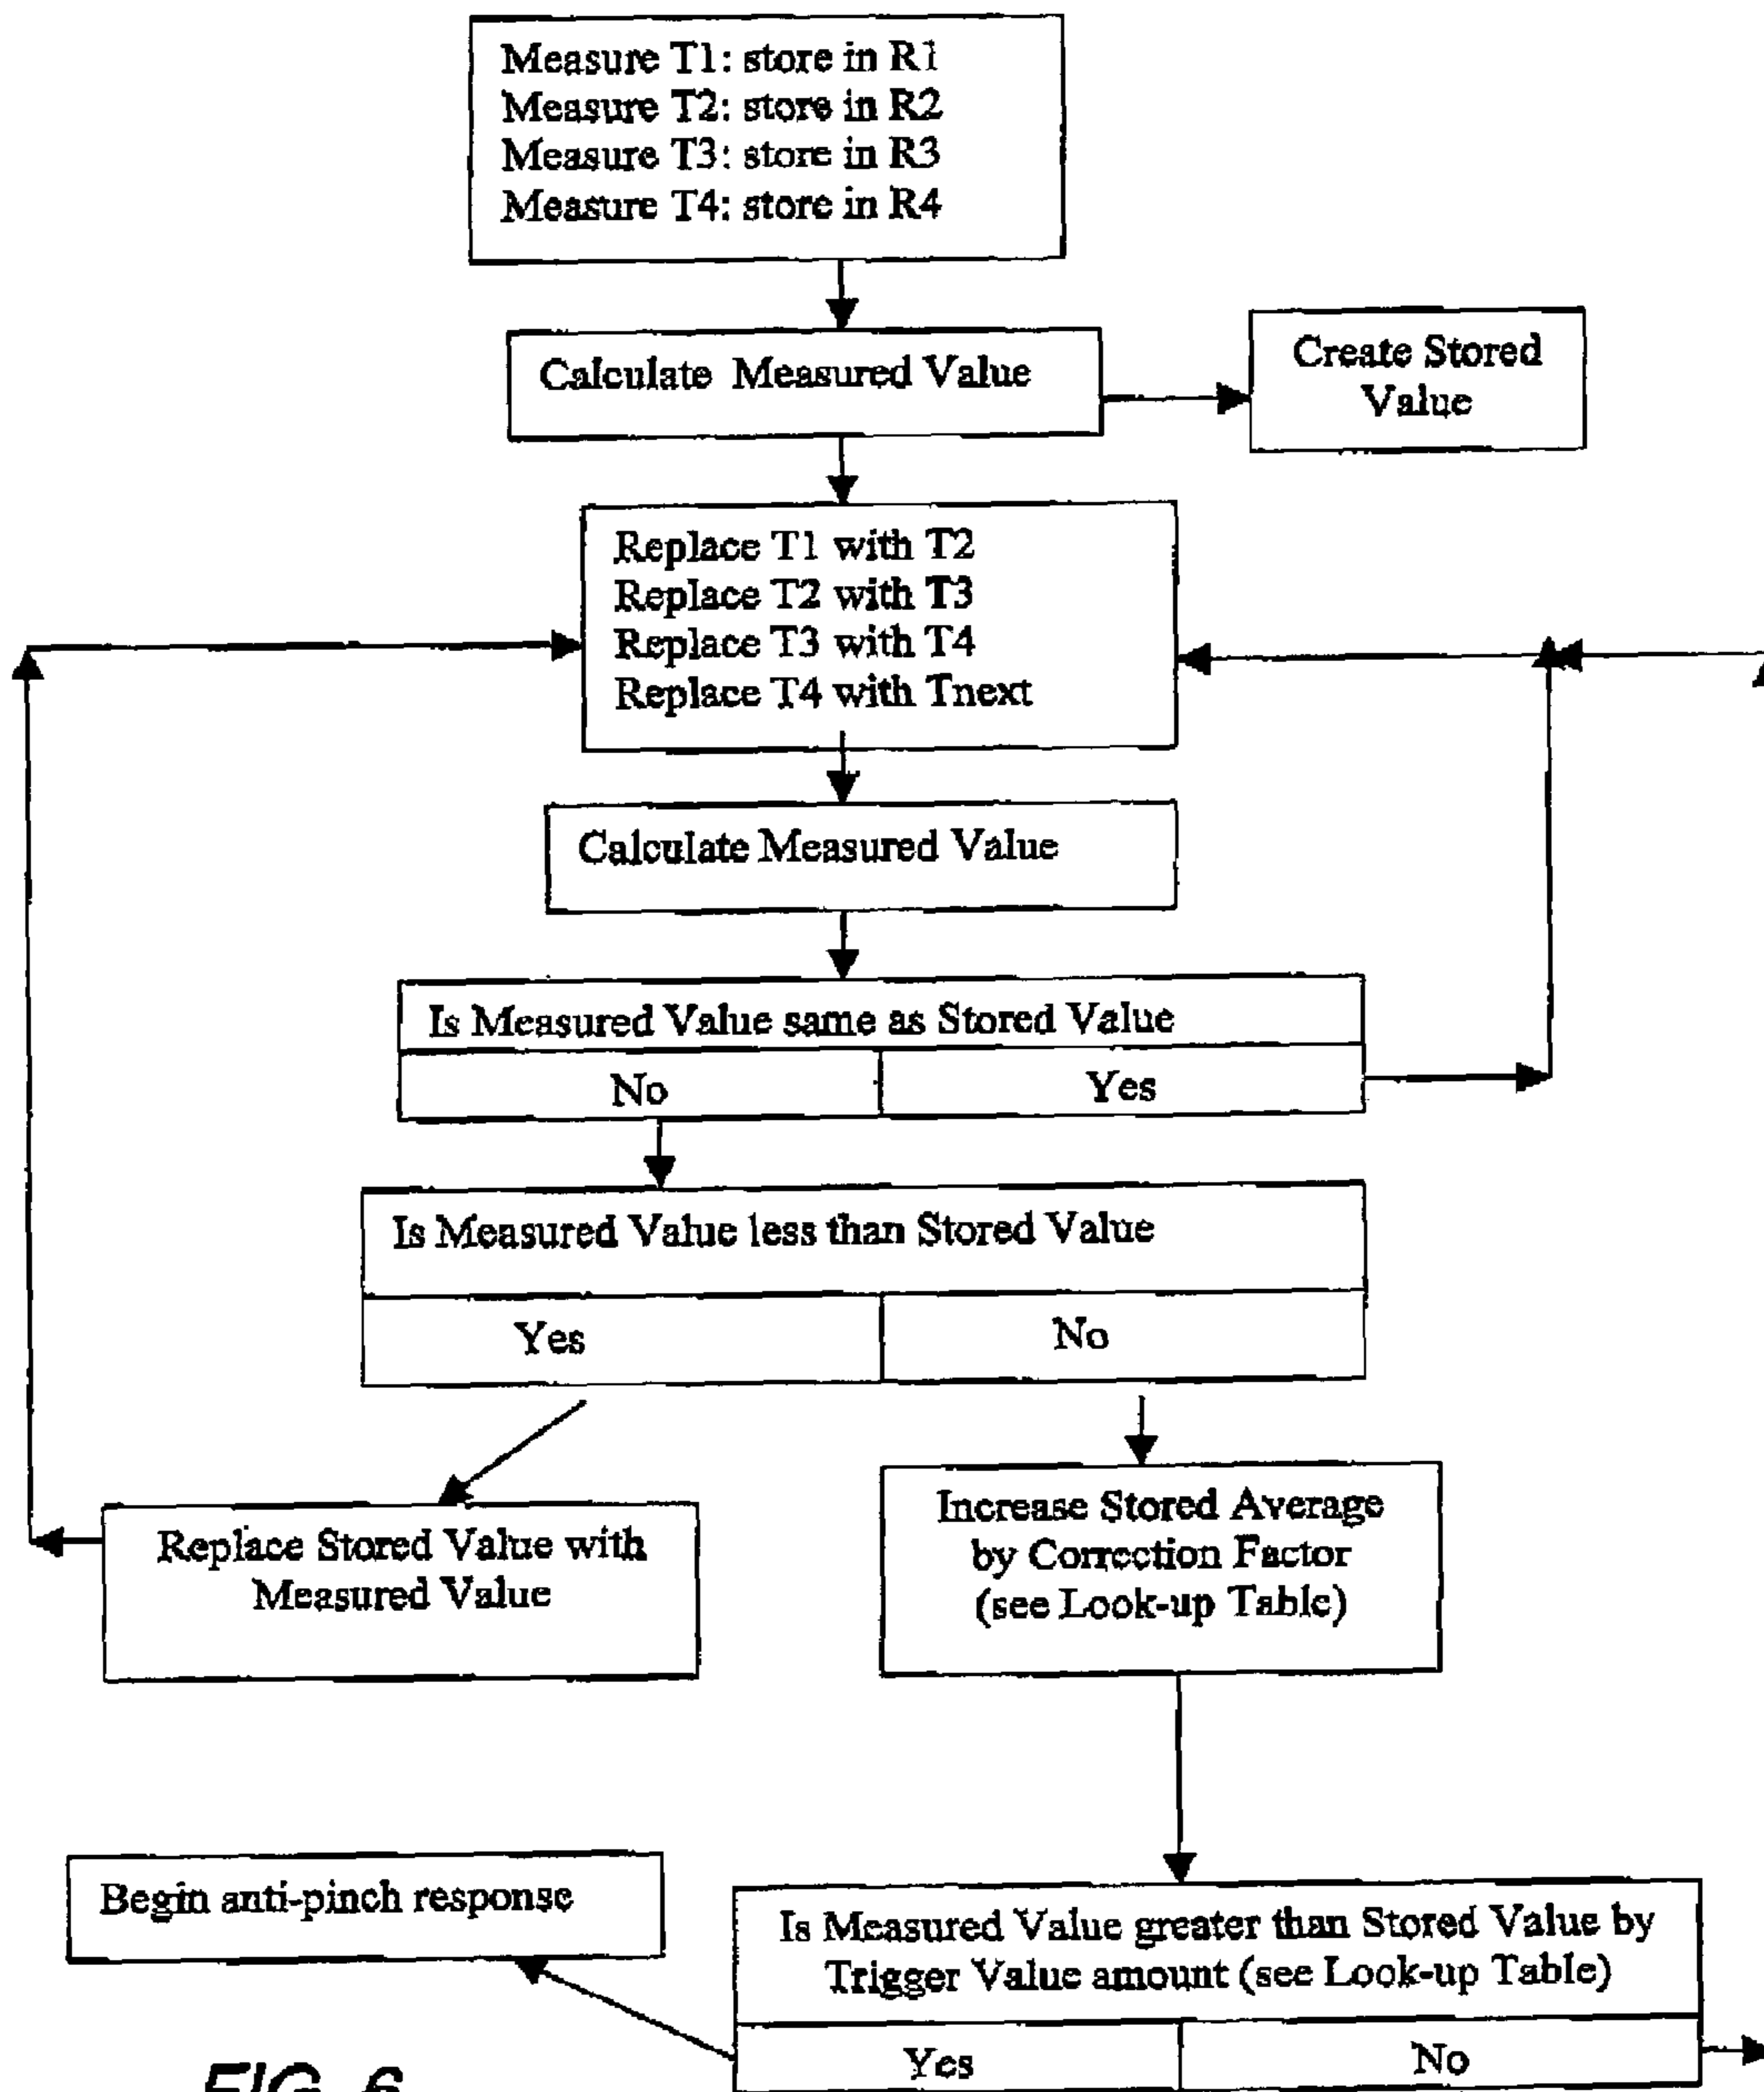 Measure T1: store in R1
Measure T2: store in R2
Measure T3: store in R3
Measure T4: store in R4
Calculate Measured Value
Create Stored
Value
Replace T1 with T2
Replace T2 with T3
Replace T3 with T4
Replace T4 with Tnext
Calculate Measured Value
Is Measured Value same as Stored Value
No
Yes
Is Measured Value less than Stored Value
Yes
No
Replace Stored Value with
Measured Value
Increase Stored Average
by Correction Factor
(see Look-up Table)
Begin anti-pinch response
Is Measured Value greater than Stored Value by
Trigger Value amount (see Look-up Table)
Yes
No
FIG. 6